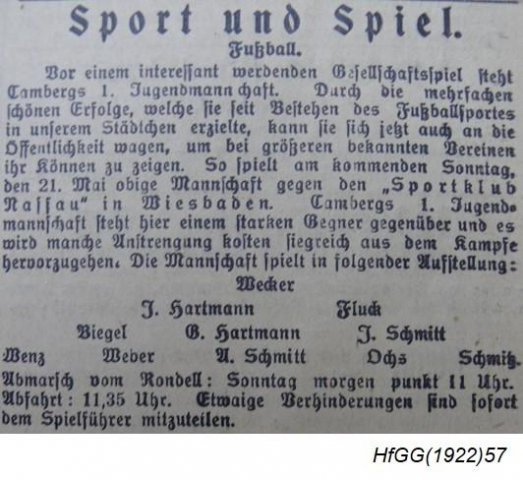 Sport und Spiel.
Fußball.
Vor einem interessant werdenden Gesellschaftsspiel steht
Cambergs 1. Jugendmann chaft. Durch die mehrfachen
schönen Erfolge, welche sie seit Bestehen des Fußballsportes
in unserem Städtchen erzielte, kann sie sich jetzt auch an die
Öffentlichkeit wagen, um bei größeren bekannten Vereinen
ihr Können zu zeigen. So spielt am kommenden Sonntag,
den 21. Mai obige Mannschaft gegen den „Sportklub
Nassau" in Wiesbaden. Cambergs 1. Jugend-
mannschaft steht hier einem starken Gegner gegenüber und es
wird manche Anstrengung kosten siegreich aus dem Kampfe
hervorzugehen. Die Mannschaft spielt in folgender Aufstellung:
Wecker
J. Hartmann Fluck
Biegel G. Hartmann J. Schmitt
Wenz Weber A. Schmitt Ochs Schmitz.
Abmarsch vom Rondell: Sonntag morgen punkt 11 Uhr.
Abfahrt: 11,35 Uhr. Etwaige Verhinderungen sind sofort
dem Spielführer mitzuteilen.
HfGG(1922)57